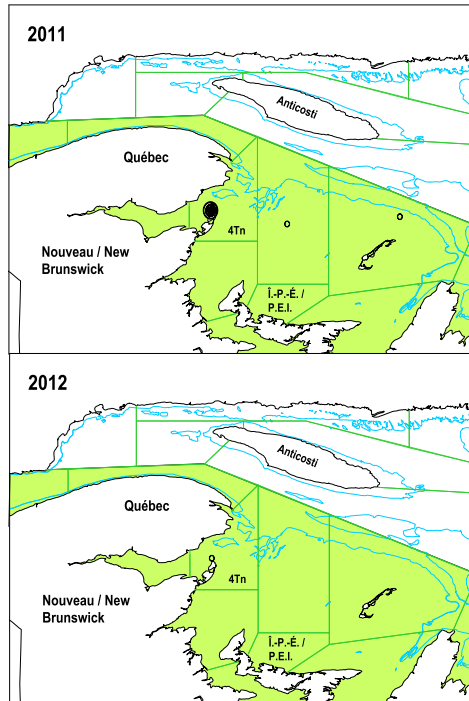 2011
Anticosti
Québec
4Tn
Nouveau / New
Brunswick
Î.-P.-É. /
P.E.I.
2012
Anticosti
Québec
4Tn
Nouveau / New
Brunswick
Î.-P.-É. /
P.E.I.